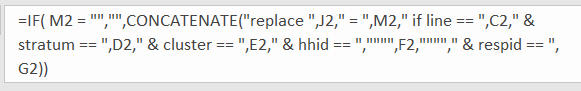 =IF( M2 = "","",CONCATENATE("replace ",J2," = ",M2," if line == ",C2," &
stratum == ",D2," & cluster == ",E2," & hhid == ","""",F2,""""," & respid == ",
G2))